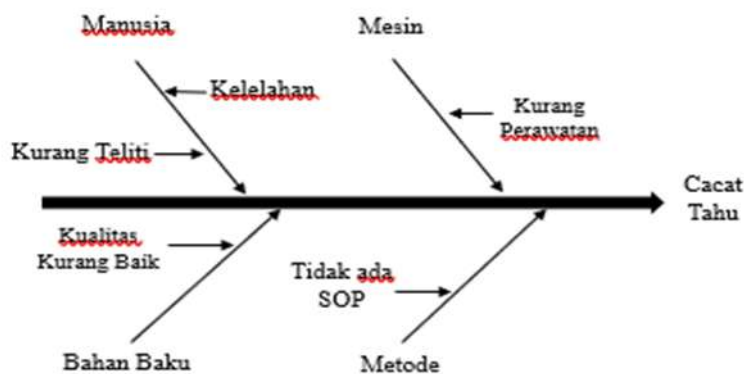 Manusia
Mesin
Kelelahan
Kurang
Perawatan
Kurang Teliti
Cacat
Tahu
Kualitas
Kurang Baik
Tidak ada
SOP
Bahan Baku
Metode